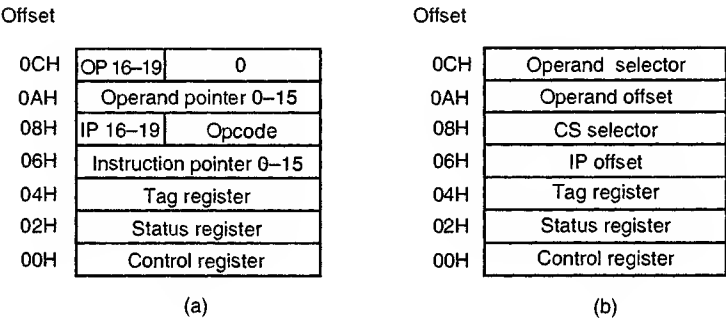 Offset
0CH OP 16–19 0
0AH Operand pointer 0–15
08H IP 16–19 Opcode
06H Instruction pointer 0–15
04H Tag register
02H Status register
00H Control register
(a)
Offset
0CH Operand selector
0AH Operand offset
08H CS selector
06H IP offset
04H Tag register
02H Status register
00H Control register
(b)